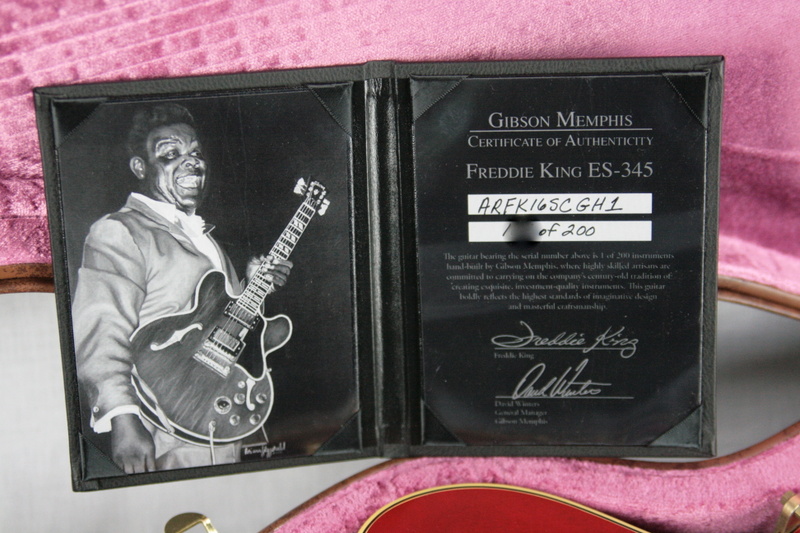 GIBSON MEMPHIS
CERTIFICATE OF AUTHENTICITY
FREDDIE KING ES-345
ARFK16SCGH1
1 of 200
The guitar bearing the serial number above is 1 of 200 instruments
hand-built by Gibson Memphis, where highly skilled artisans are
committed to carrying on the company's century-old tradition of
creating exquisite, investment-quality instruments. This guitar
boldly reflects the highest standards of imaginative design
and masterful craftsmanship.
Freddie King
Freddie King
David Winters
David Winters
General Manager
Gibson Memphis